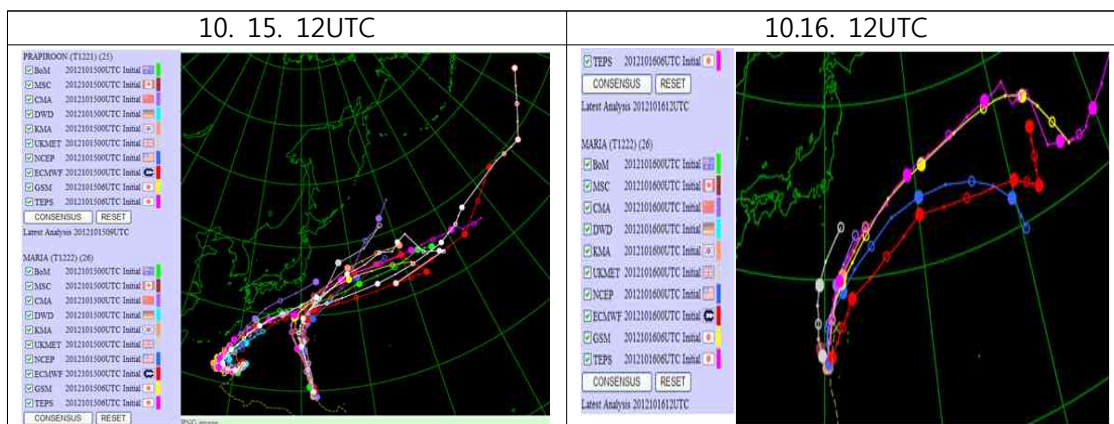 10. 15. 12UTC
10.16. 12UTC
PRAPIROON (T1221) (25)
BoM 2012101500UTC Initial
MSC 2012101500UTC Initial
CMA 2012101500UTC Initial
DWD 2012101500UTC Initial
KMA 2012101500UTC Initial
UKMET 2012101500UTC Initial
NCEP 2012101500UTC Initial
ECMWF 2012101500UTC Initial
GSM 2012101506UTC Initial
TEPS 2012101506UTC Initial
CONSENSUS RESET
Latest Analysis 2012101509UTC
MARIA (T1222) (26)
BoM 2012101500UTC Initial
MSC 2012101500UTC Initial
CMA 2012101500UTC Initial
DWD 2012101500UTC Initial
KMA 2012101500UTC Initial
UKMET 2012101500UTC Initial
NCEP 2012101500UTC Initial
ECMWF 2012101500UTC Initial
GSM 2012101506UTC Initial
TEPS 2012101506UTC Initial
CONSENSUS RESET
TEPS 2012101606UTC Initial
CONSENSUS RESET
Latest Analysis 2012101612UTC
MARIA (T1222) (26)
BoM 2012101600UTC Initial
MSC 2012101600UTC Initial
CMA 2012101600UTC Initial
DWD 2012101600UTC Initial
KMA 2012101600UTC Initial
UKMET 2012101600UTC Initial
NCEP 2012101600UTC Initial
ECMWF 2012101600UTC Initial
GSM 2012101606UTC Initial
TEPS 2012101606UTC Initial
CONSENSUS RESET
Latest Analysis 2012101612UTC